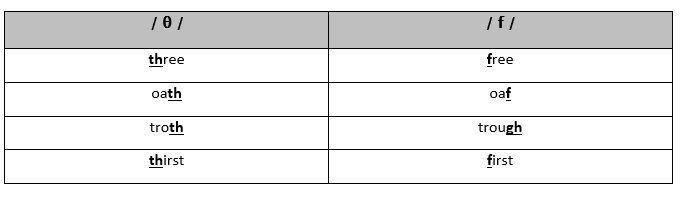 / θ / / f /
three free
oath oaf
troth trough
thirst first